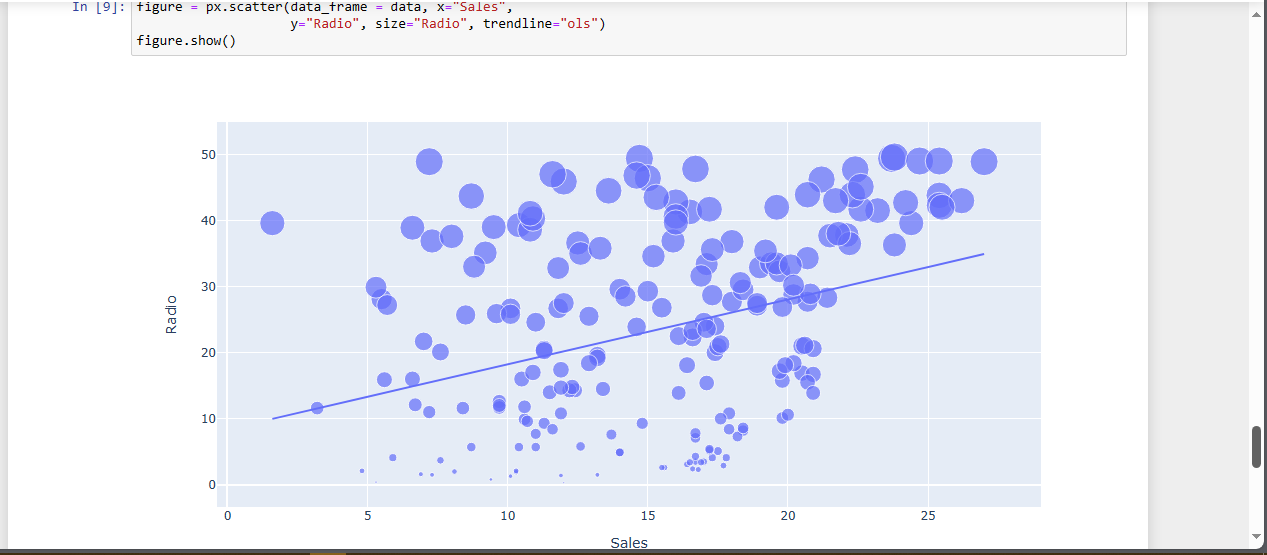 In [9]: figure = px.scatter(data_frame = data, x="Sales",
y="Radio", size="Radio", trendline="ols")
figure.show()
50
40
30
20
10
0
Radio
0 5 10 15 20 25
Sales